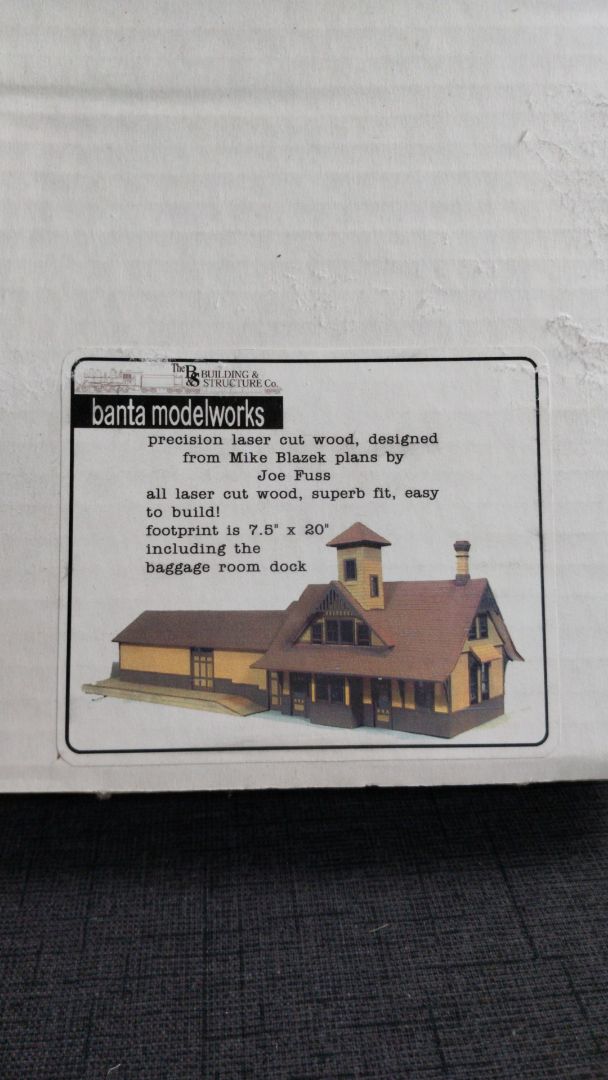 The B&S BUILDING &
STRUCTURE Co.
banta modelworks
precision laser cut wood, designed
from Mike Blazek plans by
Joe Fuss
all laser cut wood, superb fit, easy
to build!
footprint is 7.5" x 20"
including the
baggage room dock